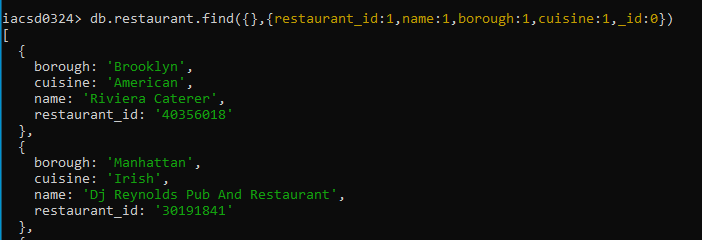 iacsd0324> db.restaurant.find({},{restaurant_id:1,name:1,borough:1,cuisine:1,_id:0})
[
  {
    borough: 'Brooklyn',
    cuisine: 'American',
    name: 'Riviera Caterer',
    restaurant_id: '40356018'
  },
  {
    borough: 'Manhattan',
    cuisine: 'Irish',
    name: 'Dj Reynolds Pub And Restaurant',
    restaurant_id: '30191841'
  },